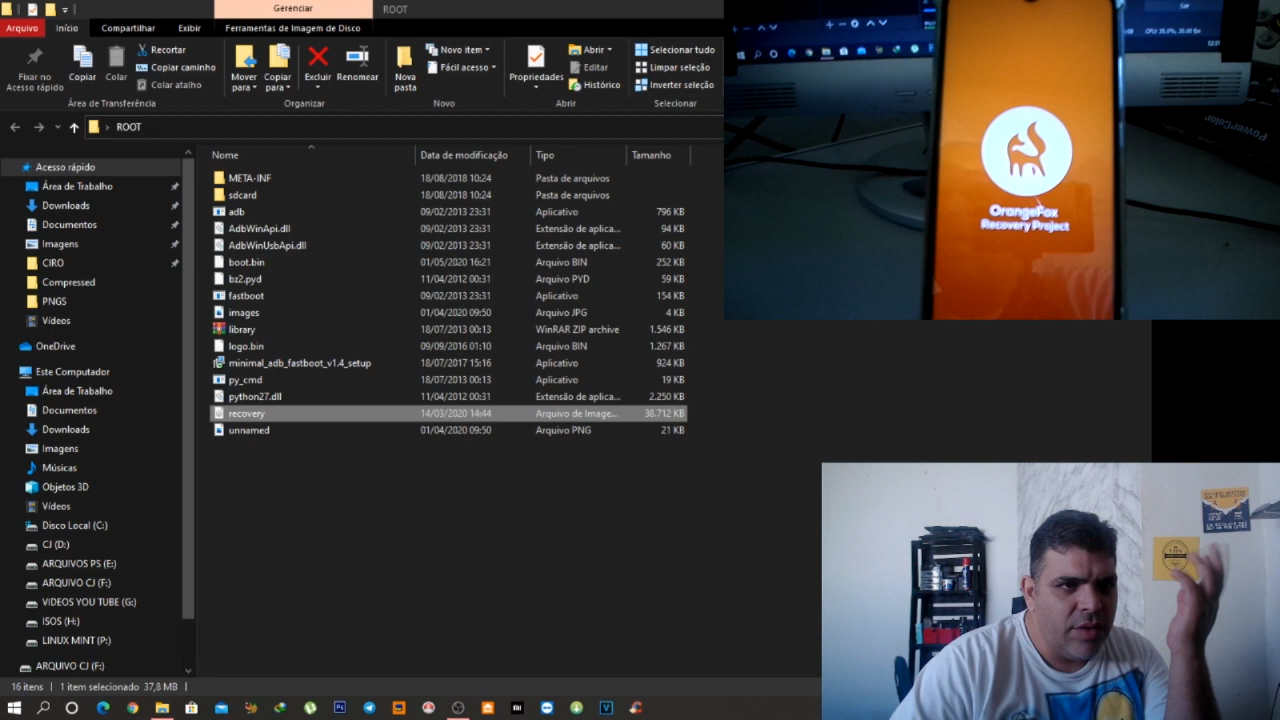 Gerenciar
ROOT
Arquivo
Início
Compartilhar
Exibir
Ferramentas de Imagem de Disco
Fixar no
Acesso rápido
Copiar
Colar
Recortar
Copiar caminho
Colar atalho
Mover
para
Copiar
para
Excluir
Renomear
Nova
pasta
Novo item
Fácil acesso
Propriedades
Abrir
Editar
Histórico
Selecionar tudo
Limpar seleção
Inverter seleção
Área de Transferência
Organizar
Novo
Abrir
Selecionar
ROOT
Nome
Data de modificação
Tipo
Tamanho
META-INF 18/08/2018 10:24 Pasta de arquivos
sdcard 18/08/2018 10:24 Pasta de arquivos
adb 09/02/2013 23:31 Aplicativo 796 KB
AdbWinApi.dll 09/02/2013 23:31 Extensão de aplica... 94 KB
AdbWinUsbApi.dll 09/02/2013 23:31 Extensão de aplica... 60 KB
boot.bin 01/05/2020 16:21 Arquivo BIN 252 KB
bz2.pyd 11/04/2012 00:31 Arquivo PYD 59 KB
fastboot 09/02/2013 23:31 Aplicativo 154 KB
images 01/04/2020 09:50 Arquivo JPG 4 KB
library 18/07/2013 00:13 WinRAR ZIP archive 1.546 KB
logo.bin 09/09/2016 01:10 Arquivo BIN 1.267 KB
minimal_adb_fastboot_v1.4_setup 18/07/2017 15:16 Aplicativo 924 KB
py_cmd 18/07/2013 00:13 Aplicativo 19 KB
python27.dll 11/04/2012 00:31 Extensão de aplica... 2.250 KB
recovery 14/03/2020 14:44 Arquivo de Image... 38.712 KB
unnamed 01/04/2020 09:50 Arquivo PNG 21 KB
Acesso rápido
Área de Trabalho
Downloads
Documentos
Imagens
CIRO
Compressed
PNGS
Vídeos
OneDrive
Este Computador
Área de Trabalho
Documentos
Downloads
Imagens
Músicas
Objetos 3D
Vídeos
Disco Local (C:)
CJ (D:)
ARQUIVOS PS (E:)
ARQUIVO CJ (F:)
VIDEOS YOU TUBE (G:)
ISOS (H:)
LINUX MINT (P:)
ARQUIVO CJ (F:)
16 itens
1 item selecionado 37,8 MB
OrangeFox
Recovery Project
PowerColor